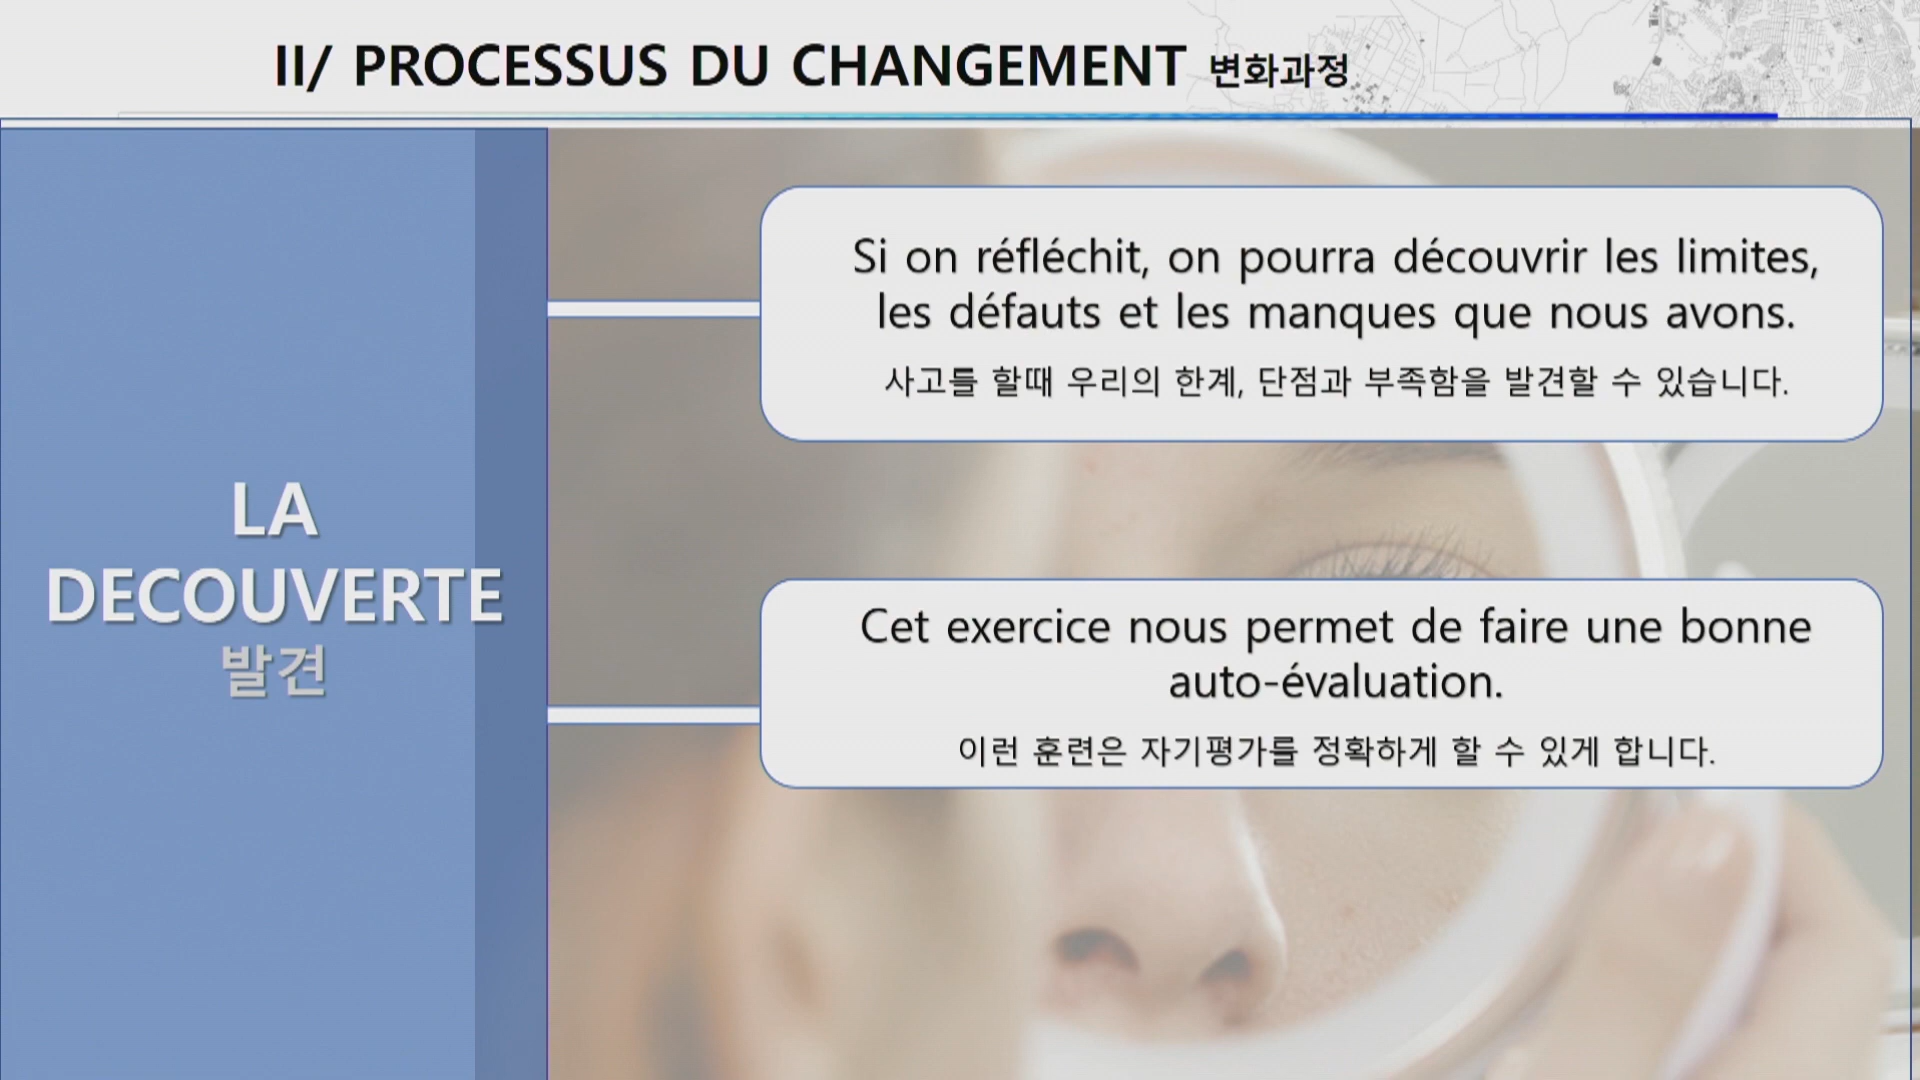 II/ PROCESSUS DU CHANGEMENT 변화과정
LA
DECOUVERTE
발견
Si on réfléchit, on pourra découvrir les limites,
les défauts et les manques que nous avons.
사고를 할때 우리의 한계, 단점과 부족함을 발견할 수 있습니다.
Cet exercice nous permet de faire une bonne
auto-évaluation.
이런 훈련은 자기평가를 정확하게 할 수 있게 합니다.